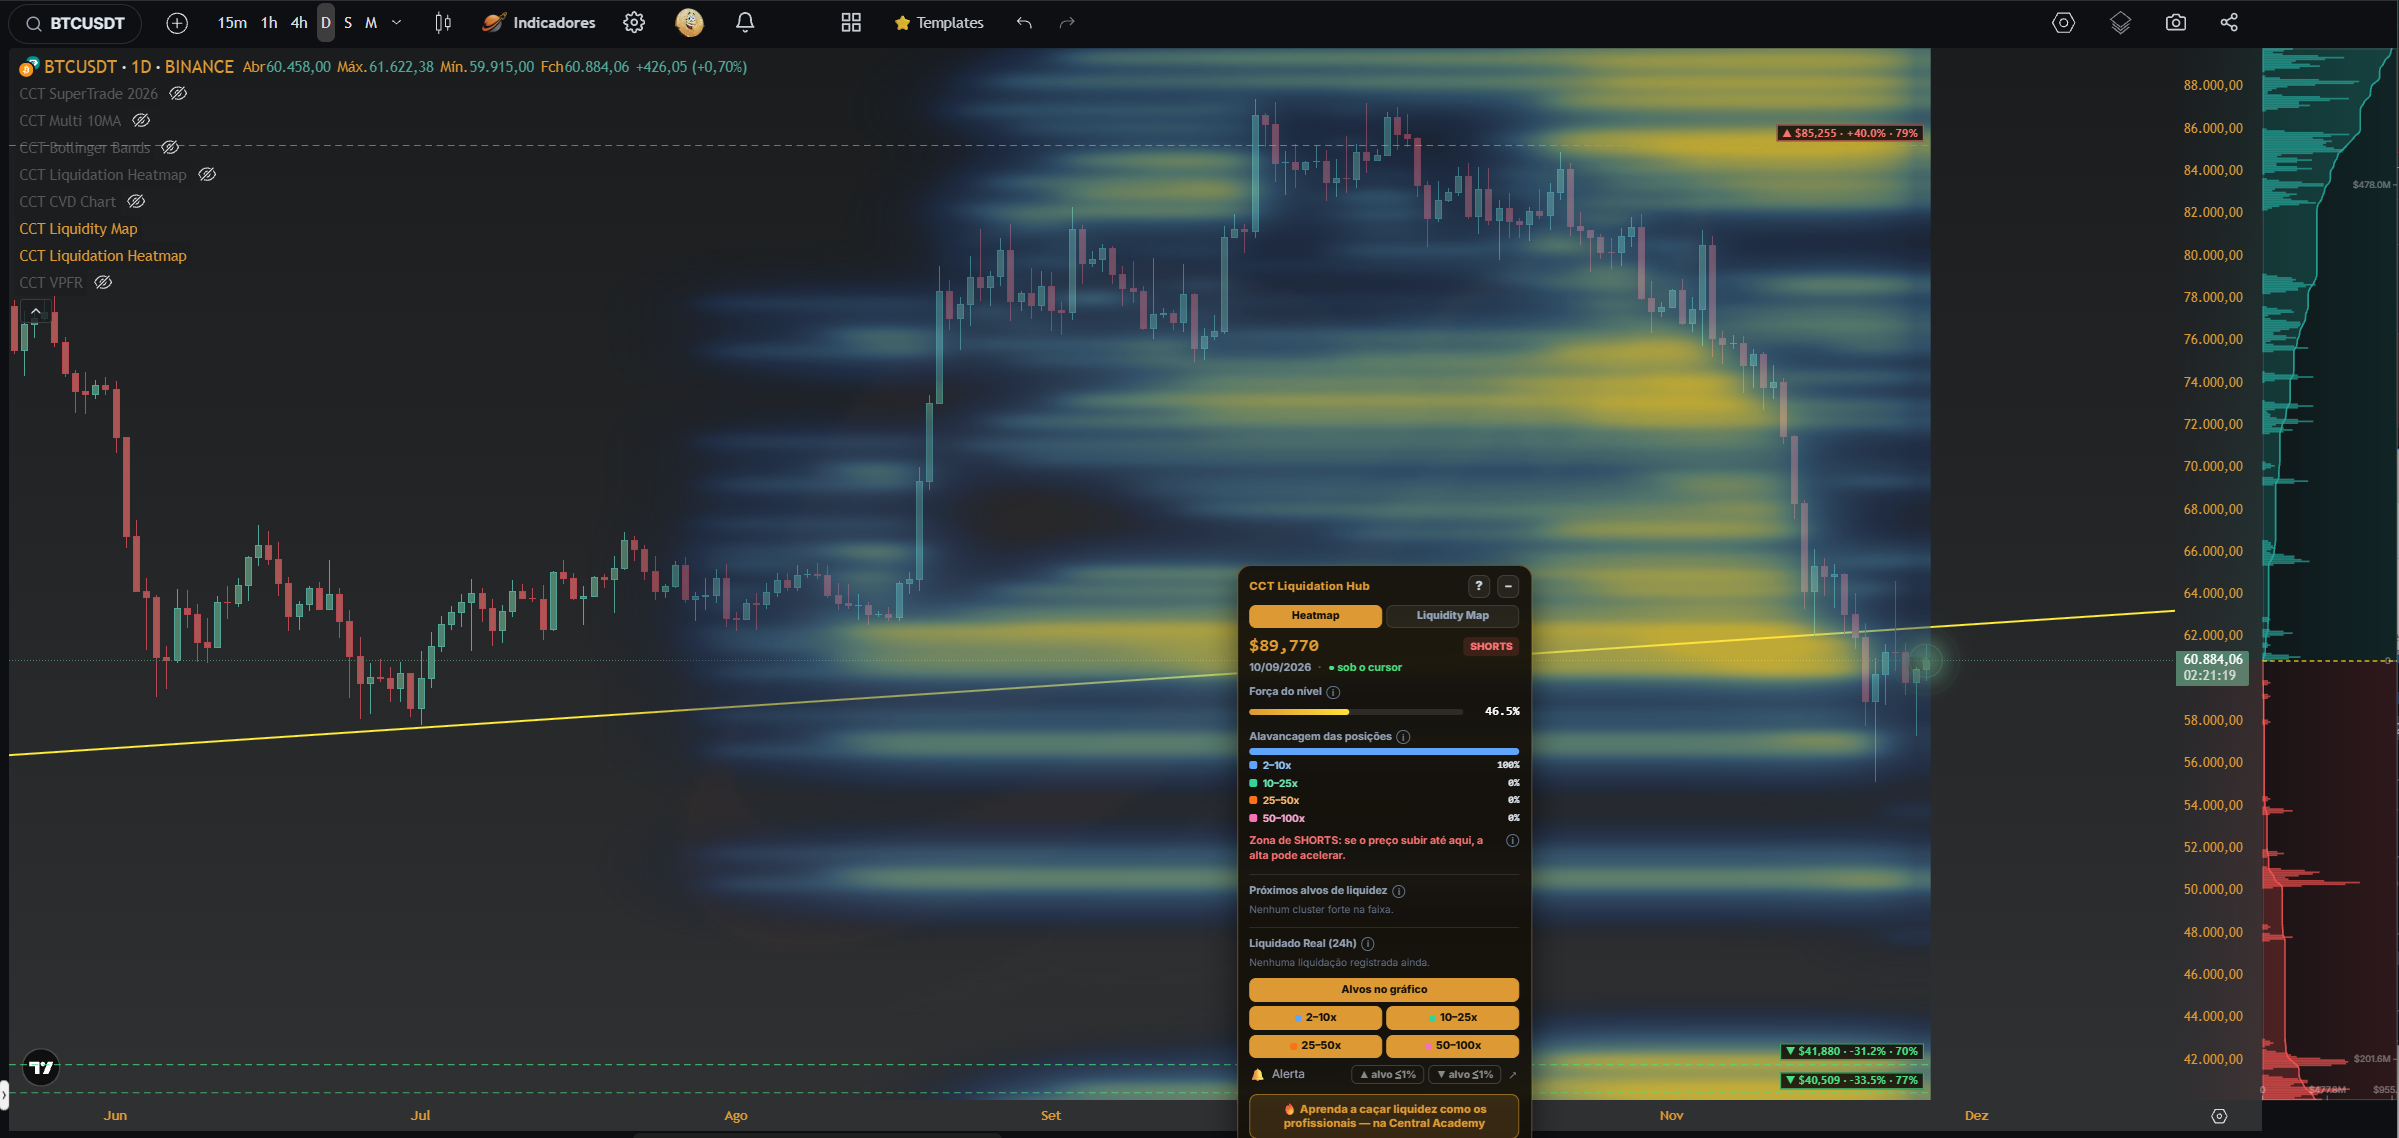 BTCUSDT 15m 1h 4h D S M Indicadores Templates
BTCUSDT · 1D · BINANCE Abr60.458,00 Máx.61.622,38 Mín.59.915,00 Fch60.884,06 +426,05 (+0,70%)
CCT SuperTrade 2026
CCT Multi 10MA
CCT Bollinger Bands
CCT Liquidation Heatmap
CCT CVD Chart
CCT Liquidity Map
CCT Liquidation Heatmap
CCT VPFR
▲ $85,255 · +40.0% · 79%
88.000,00
86.000,00
84.000,00
82.000,00
80.000,00
78.000,00
76.000,00
74.000,00
72.000,00
70.000,00
68.000,00
66.000,00
64.000,00
62.000,00
60.884,06
02:21:19
58.000,00
56.000,00
54.000,00
52.000,00
50.000,00
48.000,00
46.000,00
44.000,00
42.000,00
$478.0M
0
$201.6M
0 $477.8M $955.
CCT Liquidation Hub ? −
Heatmap Liquidity Map
$89,770 SHORTS
10/09/2026 · ● sob o cursor
Força do nível
46.5%
Alavancagem das posições
2–10x 100%
10–25x 0%
25–50x 0%
50–100x 0%
Zona de SHORTS: se o preço subir até aqui, a
alta pode acelerar.
Próximos alvos de liquidez
Nenhum cluster forte na faixa.
Liquidado Real (24h)
Nenhuma liquidação registrada ainda.
Alvos no gráfico
2–10x 10–25x
25–50x 50–100x
Alerta ▲ alvo ≤1% ▼ alvo ≤1% ↗
🔥 Aprenda a caçar liquidez como os
profissionais — na Central Academy
▼ $41,880 · -31.2% · 70%
▼ $40,509 · -33.5% · 77%
Jun Jul Ago Set Nov Dez